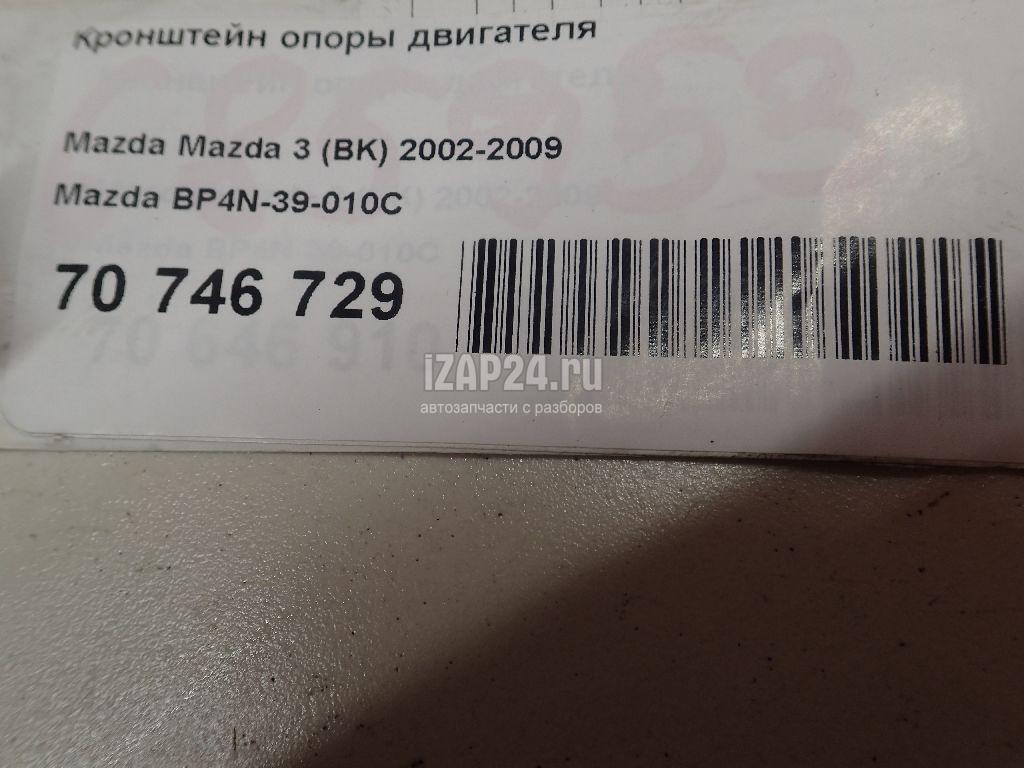 Кронштейн опоры двигателя
Mazda Mazda 3 (BK) 2002-2009
Mazda BP4N-39-010C
70 746 729
iZAP24.ru
автозапчасти с разборов